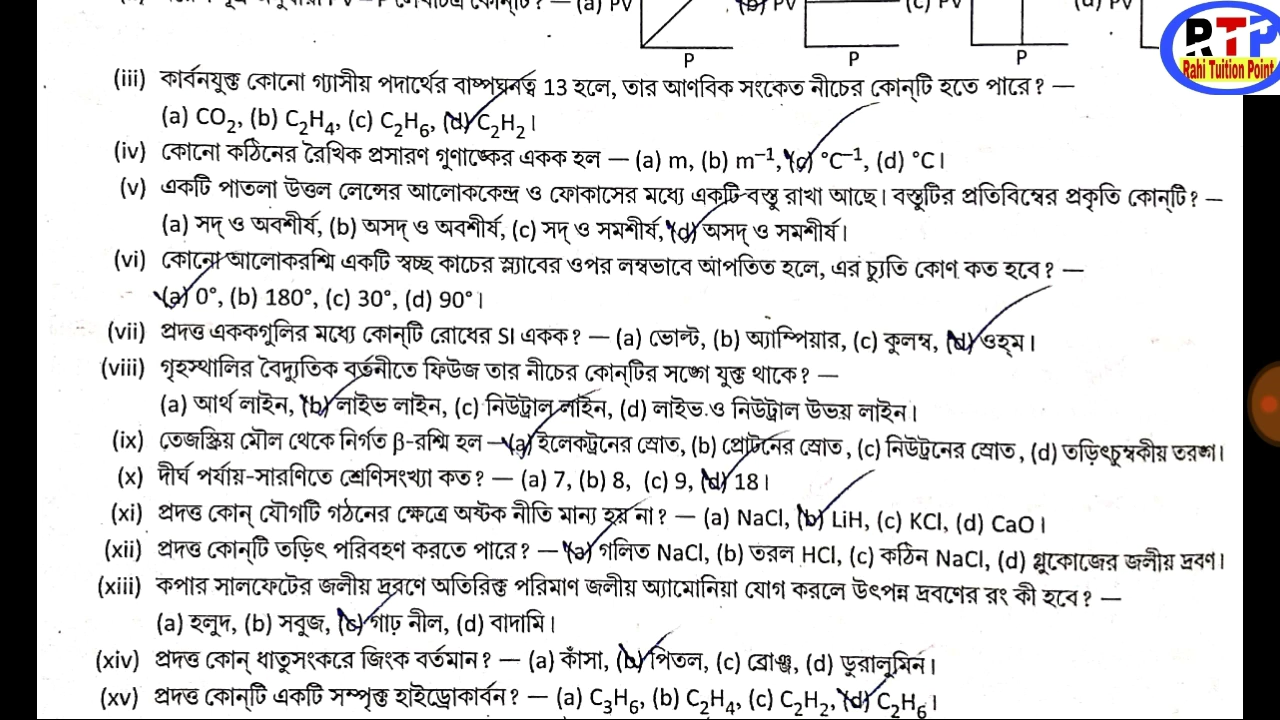 (a) PV
(b) PV
(c) PV
(d) PV
P
P
P
RTP
Rahi Tuition Point
(iii) কার্বনযুক্ত কোনো গ্যাসীয় পদার্থের বাষ্পঘনত্ব 13 হলে, তার আণবিক সংকেত নীচের কোন্‌টি হতে পারে? —
(a) CO₂, (b) C₂H₄, (c) C₂H₆, (d) C₂H₂।
(iv) কোনো কঠিনের রৈখিক প্রসারণ গুণাঙ্কের একক হল — (a) m, (b) m⁻¹, (c) °C⁻¹, (d) °C।
(v) একটি পাতলা উত্তল লেন্সের আলোককেন্দ্র ও ফোকাসের মধ্যে একটি বস্তু রাখা আছে। বস্তুটির প্রতিবিম্বের প্রকৃতি কোন্‌টি? —
(a) সদ্ ও অবশীর্ষ, (b) অসদ্ ও অবশীর্ষ, (c) সদ্ ও সমশীর্ষ, (d) অসদ্ ও সমশীর্ষ।
(vi) কোনো আলোকরশ্মি একটি স্বচ্ছ কাচের স্ল্যাবের ওপর লম্বভাবে আপতিত হলে, এর চ্যুতি কোণ কত হবে? —
(a) 0°, (b) 180°, (c) 30°, (d) 90°।
(vii) প্রদত্ত এককগুলির মধ্যে কোন্‌টি রোধের SI একক? — (a) ভোল্ট, (b) অ্যাম্পিয়ার, (c) কুলম্ব, (d) ওহ্‌ম।
(viii) গৃহস্থালির বৈদ্যুতিক বর্তনীতে ফিউজ তার নীচের কোন্‌টির সঙ্গে যুক্ত থাকে? —
(a) আর্থ লাইন, (b) লাইভ লাইন, (c) নিউট্রাল লাইন, (d) লাইভ ও নিউট্রাল উভয় লাইন।
(ix) তেজস্ক্রিয় মৌল থেকে নির্গত β-রশ্মি হল — (a) ইলেকট্রনের স্রোত, (b) প্রোটনের স্রোত, (c) নিউট্রনের স্রোত, (d) তড়িৎচুম্বকীয় তরঙ্গ।
(x) দীর্ঘ পর্যায়-সারণিতে শ্রেণিসংখ্যা কত? — (a) 7, (b) 8, (c) 9, (d) 18।
(xi) প্রদত্ত কোন্ যৌগটি গঠনের ক্ষেত্রে অষ্টক নীতি মান্য হয় না? — (a) NaCl, (b) LiH, (c) KCl, (d) CaO।
(xii) প্রদত্ত কোন্‌টি তড়িৎ পরিবহণ করতে পারে? — (a) গলিত NaCl, (b) তরল HCl, (c) কঠিন NaCl, (d) গ্লুকোজের জলীয় দ্রবণ।
(xiii) কপার সালফেটের জলীয় দ্রবণে অতিরিক্ত পরিমাণ জলীয় অ্যামোনিয়া যোগ করলে উৎপন্ন দ্রবণের রং কী হবে? —
(a) হলুদ, (b) সবুজ, (c) গাঢ় নীল, (d) বাদামি।
(xiv) প্রদত্ত কোন্ ধাতুসংকরে জিংক বর্তমান? — (a) কাঁসা, (b) পিতল, (c) ব্রোঞ্জ, (d) ডুরালুমিন।
(xv) প্রদত্ত কোন্‌টি একটি সম্পৃক্ত হাইড্রোকার্বন? — (a) C₃H₆, (b) C₂H₄, (c) C₂H₂, (d) C₂H₆।